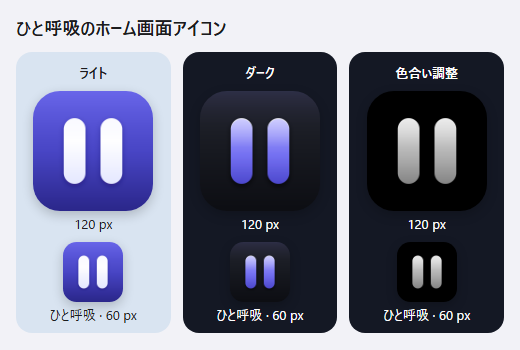 ひと呼吸のホーム画面アイコン
ライト
120 px
ひと呼吸 · 60 px
ダーク
120 px
ひと呼吸 · 60 px
色合い調整
120 px
ひと呼吸 · 60 px